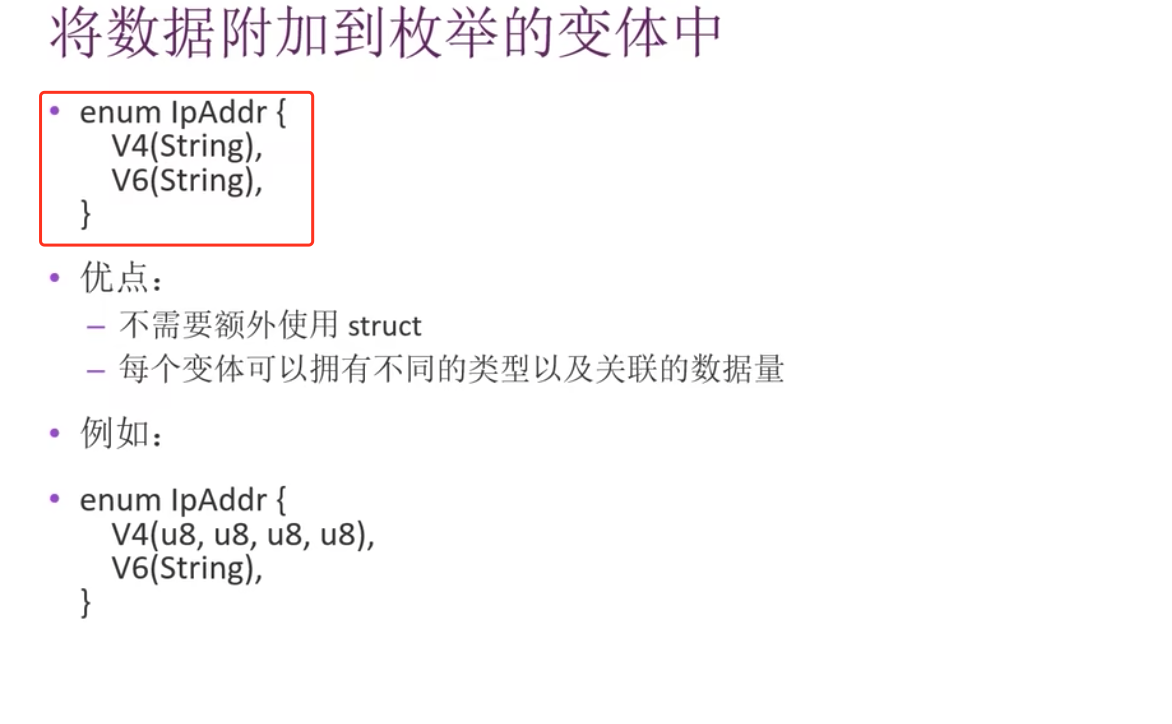 将数据附加到枚举的变体中
• enum IpAddr {
V4(String),
V6(String),
}
• 优点：
– 不需要额外使用 struct
– 每个变体可以拥有不同的类型以及关联的数据量
• 例如：
• enum IpAddr {
V4(u8, u8, u8, u8),
V6(String),
}